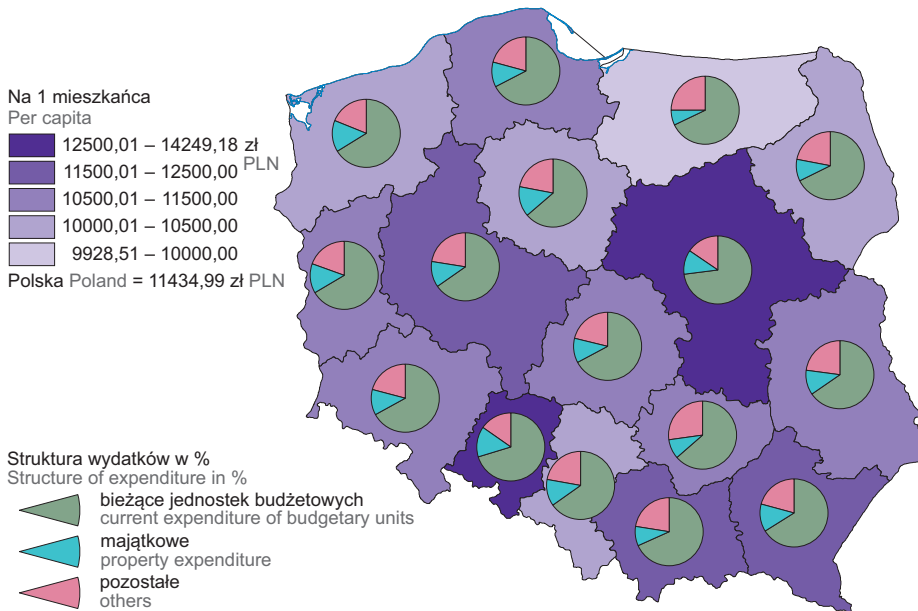 Na 1 mieszkańca
Per capita
12500,01 – 14249,18 zł
PLN
11500,01 – 12500,00
10500,01 – 11500,00
10000,01 – 10500,00
9928,51 – 10000,00
Polska Poland = 11434,99 zł PLN
Struktura wydatków w %
Structure of expenditure in %
bieżące jednostek budżetowych
current expenditure of budgetary units
majątkowe
property expenditure
pozostałe
others